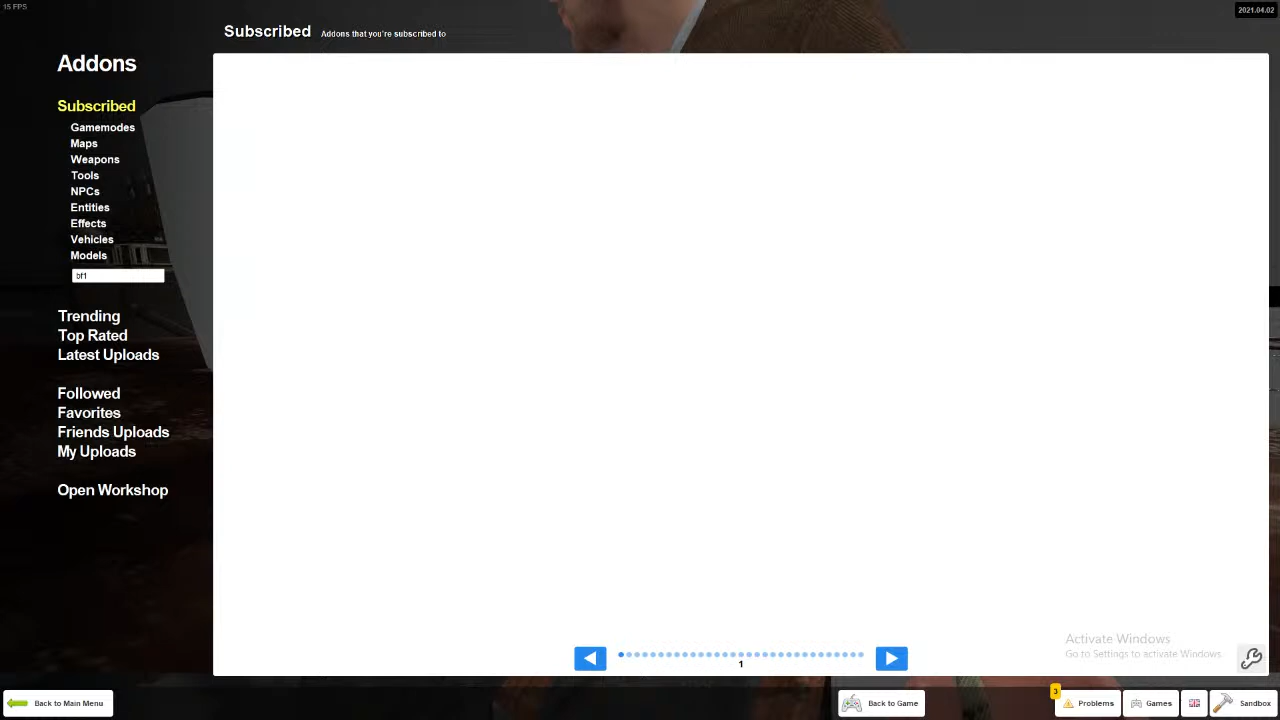 15 FPS
2021.04.02
Subscribed Addons that you're subscribed to
Addons
Subscribed
Gamemodes
Maps
Weapons
Tools
NPCs
Entities
Effects
Vehicles
Models
bf1
Trending
Top Rated
Latest Uploads
Followed
Favorites
Friends Uploads
My Uploads
Open Workshop
1
Activate Windows
Go to Settings to activate Windows.
Back to Main Menu
Back to Game
3
Problems
Games
Sandbox